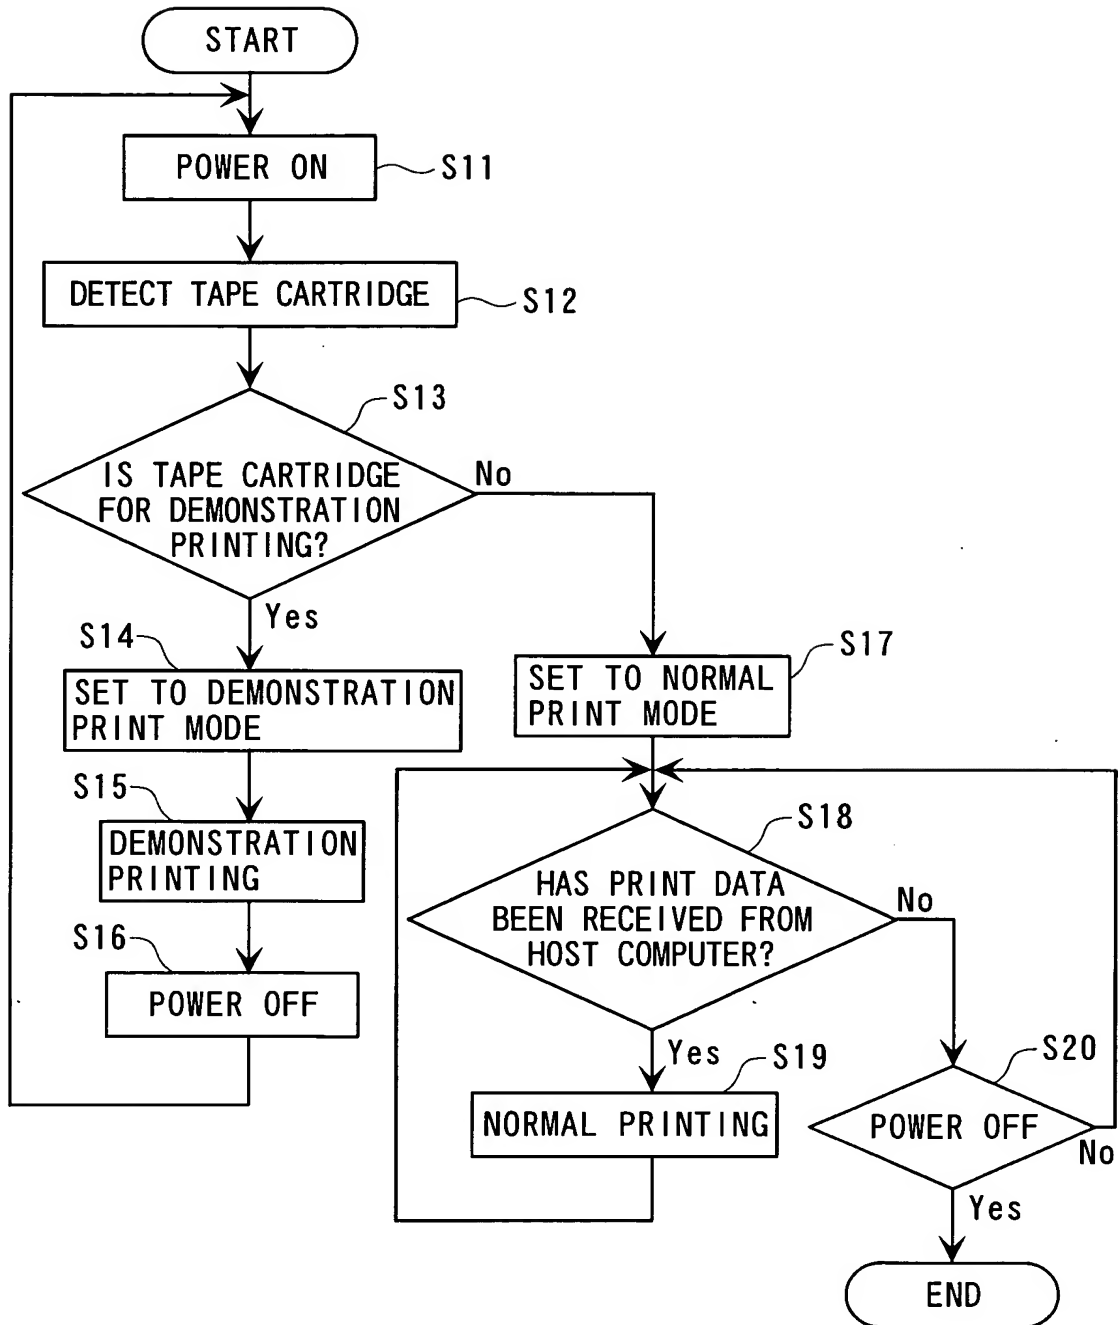 START
POWER ON
S11
DETECT TAPE CARTRIDGE
S12
S13
IS TAPE CARTRIDGE
FOR DEMONSTRATION
PRINTING?
No
Yes
S14
SET TO DEMONSTRATION
PRINT MODE
S17
SET TO NORMAL
PRINT MODE
S15
DEMONSTRATION
PRINTING
S18
HAS PRINT DATA
BEEN RECEIVED FROM
HOST COMPUTER?
No
S16
POWER OFF
Yes
S19
NORMAL PRINTING
S20
POWER OFF
No
Yes
END